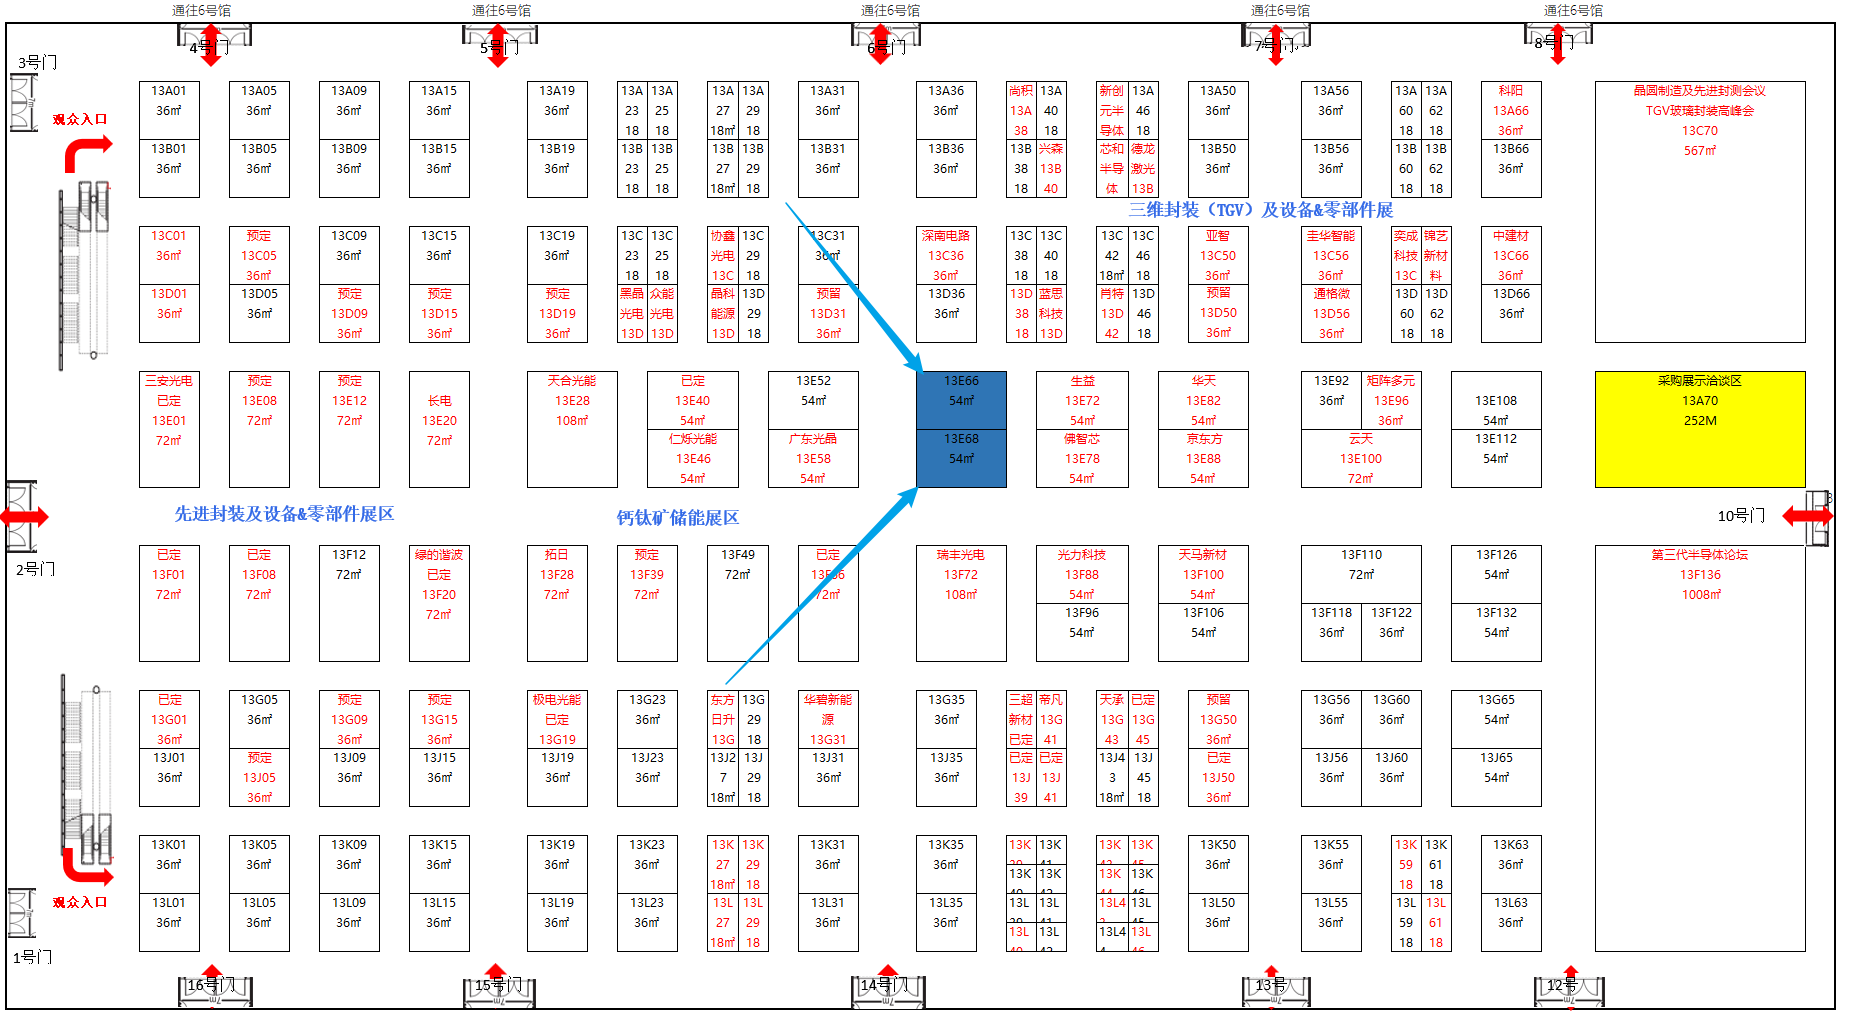 通往6号馆
通往6号馆
通往6号馆
通往6号馆
通往6号馆
4号门
5号门
6号门
7号门
8号门
3号门
观众入口
13A01
36㎡
13A05
36㎡
13A09
36㎡
13A15
36㎡
13A19
36㎡
13A
23
18
13A
25
18
13A
27
18㎡
13A
29
18
13A31
36㎡
13A36
36㎡
尚积
13A
38
13A
40
18
新创
元半
导体
13A
46
18
13A50
36㎡
13A56
36㎡
13A
60
18
13A
62
18
科阳
13A66
36㎡
晶圆制造及先进封测会议
TGV玻璃封装高峰会
13C70
567㎡
13B01
36㎡
13B05
36㎡
13B09
36㎡
13B15
36㎡
13B19
36㎡
13B
23
18
13B
25
18
13B
27
18㎡
13B
29
18
13B31
36㎡
13B36
36㎡
13B
38
18
兴森
13B
40
芯和
半导
体
德龙
激光
13B
13B50
36㎡
13B56
36㎡
13B
60
18
13B
62
18
13B66
36㎡
三维封装（TGV）及设备&零部件展
13C01
36㎡
预定
13C05
36㎡
13C09
36㎡
13C15
36㎡
13C19
36㎡
13C
23
18
13C
25
18
协鑫
光电
13C
13C
29
18
13C31
36㎡
深南电路
13C36
36㎡
13C
38
18
13C
40
18
13C
42
18㎡
13C
46
18
亚智
13C50
36㎡
圭华智能
13C56
36㎡
奕成
科技
13C
锦艺
新材
料
中建材
13C66
36㎡
13D01
36㎡
13D05
36㎡
预定
13D09
36㎡
预定
13D15
36㎡
预定
13D19
36㎡
黑晶
光电
13D
众能
光电
13D
晶科
能源
13D
13D
29
18
预留
13D31
36㎡
13D36
36㎡
13D
38
18
蓝思
科技
13D
肖特
13D
42
13D
46
18
预留
13D50
36㎡
通格微
13D56
36㎡
13D
60
18
13D
62
18
13D66
36㎡
三安光电
已定
13E01
72㎡
预定
13E08
72㎡
预定
13E12
72㎡
长电
13E20
72㎡
天合光能
13E28
108㎡
已定
13E40
54㎡
13E52
54㎡
13E66
54㎡
生益
13E72
54㎡
华天
13E82
54㎡
13E92
36㎡
矩阵多元
13E96
36㎡
13E108
54㎡
采购展示洽谈区
13A70
252M
仁烁光能
13E46
54㎡
广东光晶
13E58
54㎡
13E68
54㎡
佛智芯
13E78
54㎡
京东方
13E88
54㎡
云天
13E100
72㎡
13E112
54㎡
先进封装及设备&零部件展区
钙钛矿储能展区
2号门
10号门
已定
13F01
72㎡
已定
13F08
72㎡
13F12
72㎡
绿的谐波
已定
13F20
72㎡
拓日
13F28
72㎡
预定
13F39
72㎡
13F49
72㎡
已定
72㎡
瑞丰光电
13F72
108㎡
光力科技
13F88
54㎡
天马新材
13F100
54㎡
13F110
72㎡
13F126
54㎡
第三代半导体论坛
13F136
1008㎡
13F96
54㎡
13F106
54㎡
13F118
36㎡
13F122
36㎡
13F132
54㎡
已定
13G01
36㎡
13G05
36㎡
预定
13G09
36㎡
预定
13G15
36㎡
极电光能
已定
13G19
13G23
36㎡
东方
日升
13G
13G
29
18
华碧新能
源
13G31
13G35
36㎡
三超
新材
已定
帝凡
13G
41
天承
13G
43
已定
13G
45
预留
13G50
36㎡
13G56
36㎡
13G60
36㎡
13G65
54㎡
13J01
36㎡
预定
13J05
36㎡
13J09
36㎡
13J15
36㎡
13J19
36㎡
13J23
36㎡
13J2
7
18㎡
13J
29
18
13J31
36㎡
13J35
36㎡
已定
13J
39
已定
13J
41
13J4
3
18㎡
13J
45
18
已定
13J50
36㎡
13J56
36㎡
13J60
36㎡
13J65
54㎡
13K01
36㎡
13K05
36㎡
13K09
36㎡
13K15
36㎡
13K19
36㎡
13K23
36㎡
13K
27
18㎡
13K
29
18
13K31
36㎡
13K35
36㎡
13K
13K
13K
13K
13K
13K
13K
13K
13K50
36㎡
13K55
36㎡
13K
59
18
13K
61
18
13K63
36㎡
观众入口
13L01
36㎡
13L05
36㎡
13L09
36㎡
13L15
36㎡
13L19
36㎡
13L23
36㎡
13L
27
18㎡
13L
29
18
13L31
36㎡
13L35
36㎡
13L
13L
13L4
13L
13L
13L
13L4
13L
13L50
36㎡
13L55
36㎡
13L
59
18
13L
61
18
13L63
36㎡
1号门
16号门
15号门
14号门
13号
12号